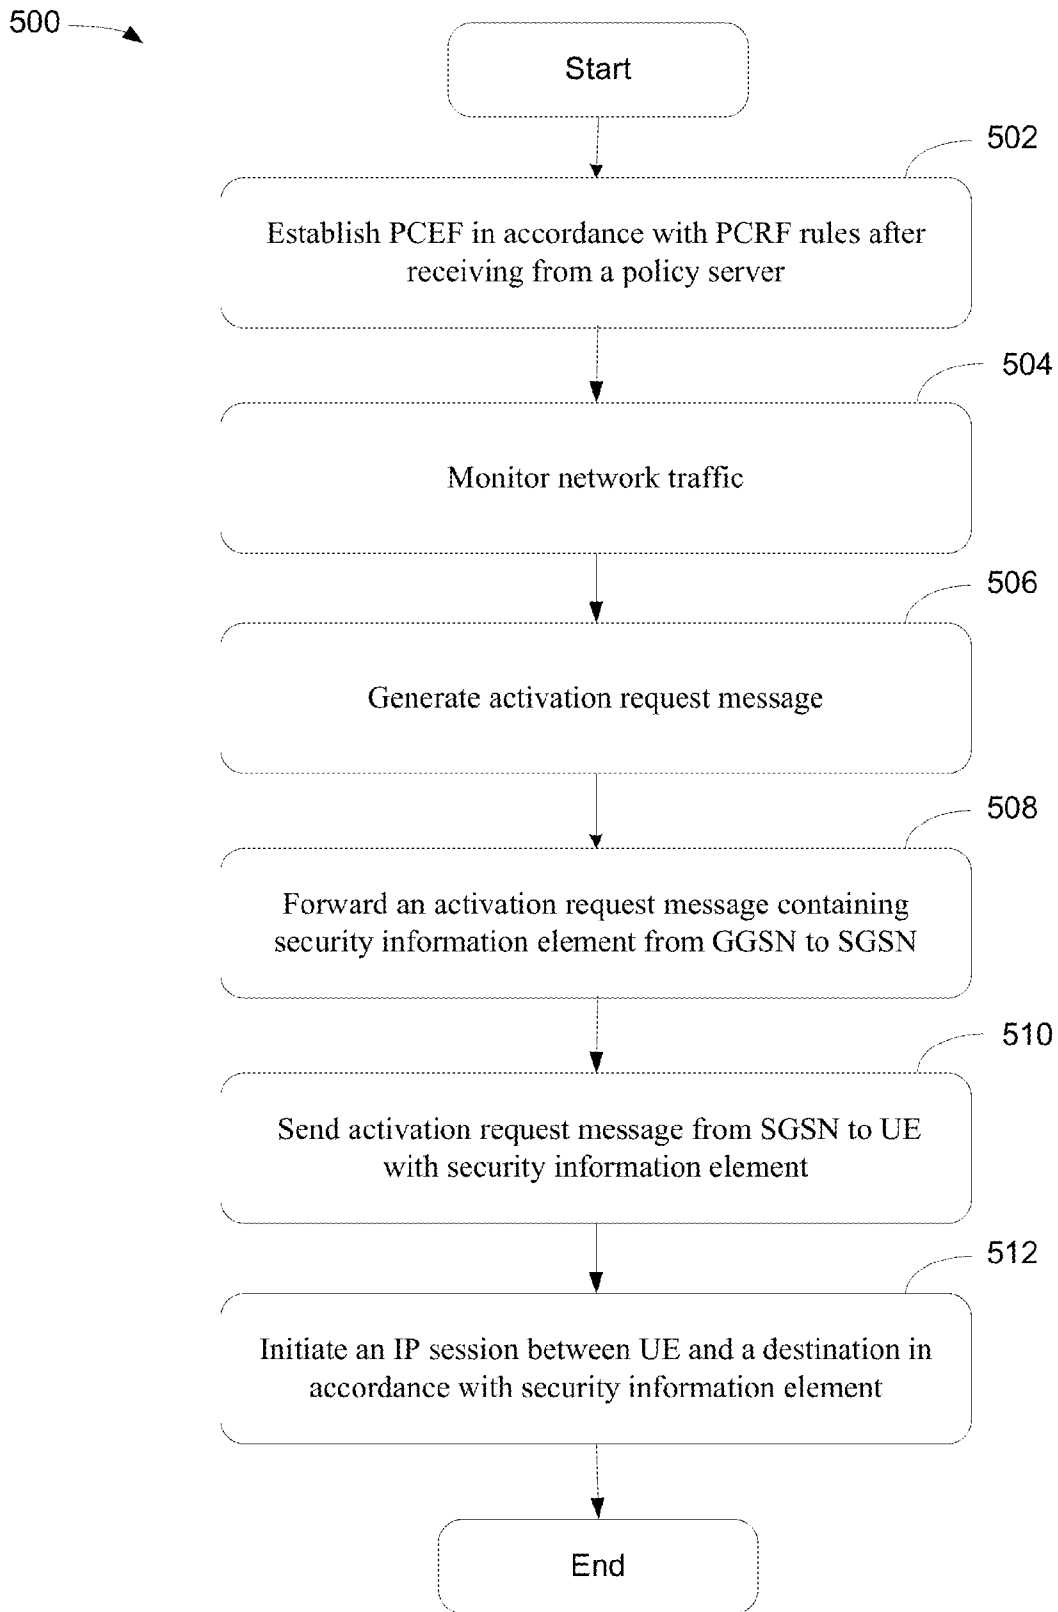 500
Start
502
Establish PCEF in accordance with PCRF rules after
receiving from a policy server
504
Monitor network traffic
506
Generate activation request message
508
Forward an activation request message containing
security information element from GGSN to SGSN
510
Send activation request message from SGSN to UE
with security information element
512
Initiate an IP session between UE and a destination in
accordance with security information element
End